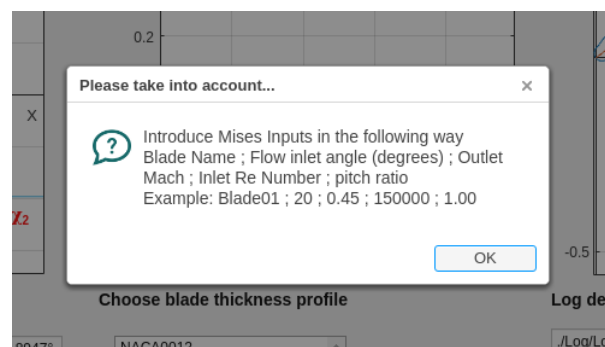 0.2
Please take into account...
X
Introduce Mises Inputs in the following way
Blade Name ; Flow inlet angle (degrees) ; Outlet
Mach ; Inlet Re Number ; pitch ratio
Example: Blade01 ; 20 ; 0.45 ; 150000 ; 1.00
χ2
OK
-0.5
Choose blade thickness profile
Log de
NACA0012
./Log/Lo